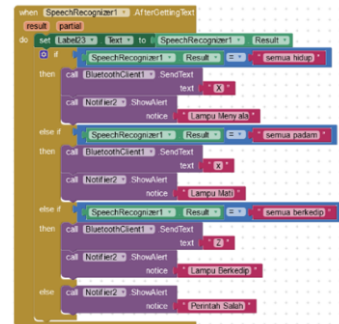 when SpeechRecognizer1 .AfterGettingText
result partial
do set Label23 . Text to SpeechRecognizer1 . Result
if SpeechRecognizer1 . Result = " semua hidup "
then call BluetoothClient1 .SendText
text " X "
call Notifier2 .ShowAlert
notice " Lampu Menyala "
else if SpeechRecognizer1 . Result = " semua padam "
then call BluetoothClient1 .SendText
text
call Notifier2 .ShowAlert
notice " Lampu Mati "
else if SpeechRecognizer1 . Result = " semua berkedip "
then call BluetoothClient1 .SendText
text " Z "
call Notifier2 .ShowAlert
notice " Lampu Berkedip "
else call Notifier2 .ShowAlert
notice " Perintah Salah "